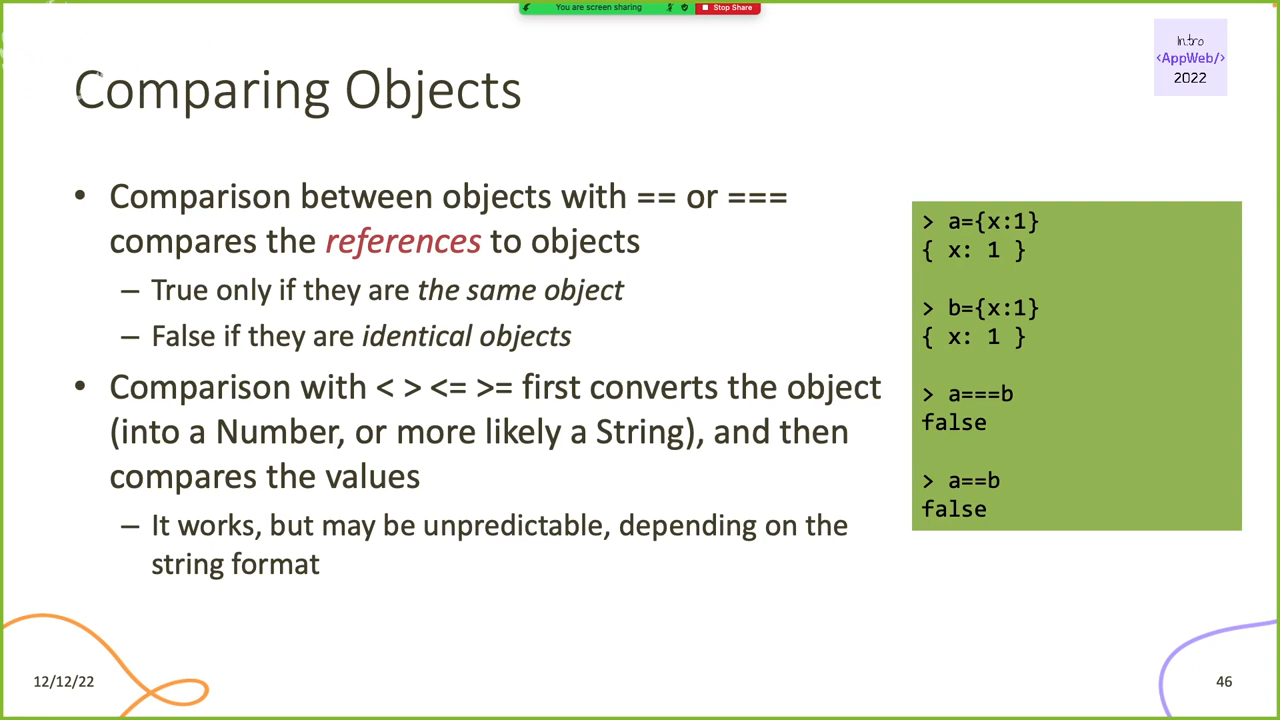 You are screen sharing
Stop Share
Intro
<AppWeb/>
2022
Comparing Objects
• Comparison between objects with == or ===
compares the references to objects
– True only if they are the same object
– False if they are identical objects
• Comparison with < > <= >= first converts the object
(into a Number, or more likely a String), and then
compares the values
– It works, but may be unpredictable, depending on the
string format
> a={x:1}
{ x: 1 }
> b={x:1}
{ x: 1 }
> a===b
false
> a==b
false
12/12/22
46